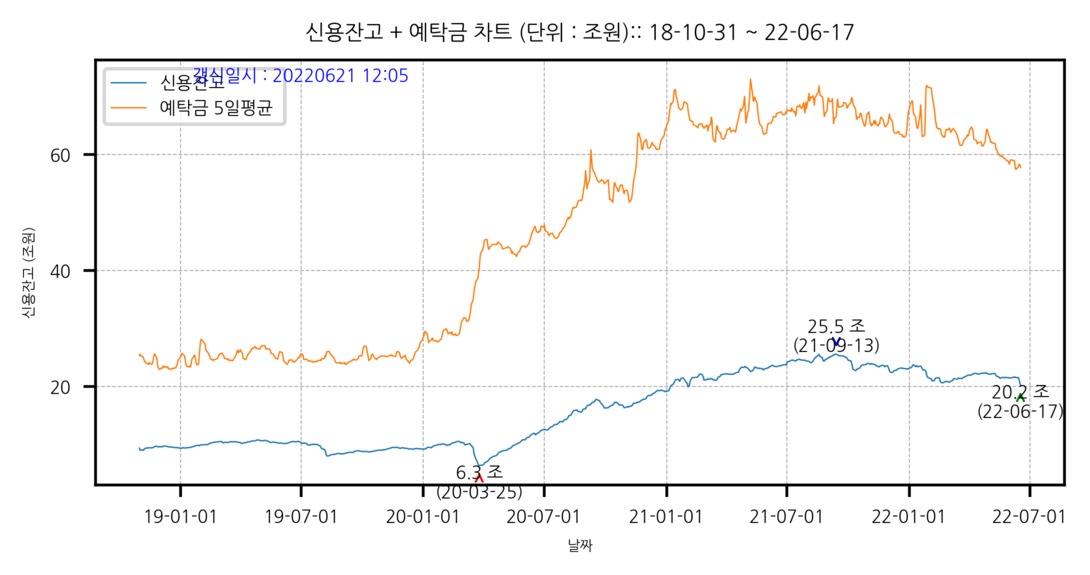 신용잔고 + 예탁금 차트 (단위 : 조원):: 18-10-31 ~ 22-06-17
갱신일시 : 20220621 12:05
신용잔고
예탁금 5일평균
60
40
20
신용잔고 (조원)
25.5 조
(21-09-13)
20.2 조
(22-06-17)
6.3 조
(20-03-25)
19-01-01
19-07-01
20-01-01
20-07-01
21-01-01
21-07-01
22-01-01
22-07-01
날짜